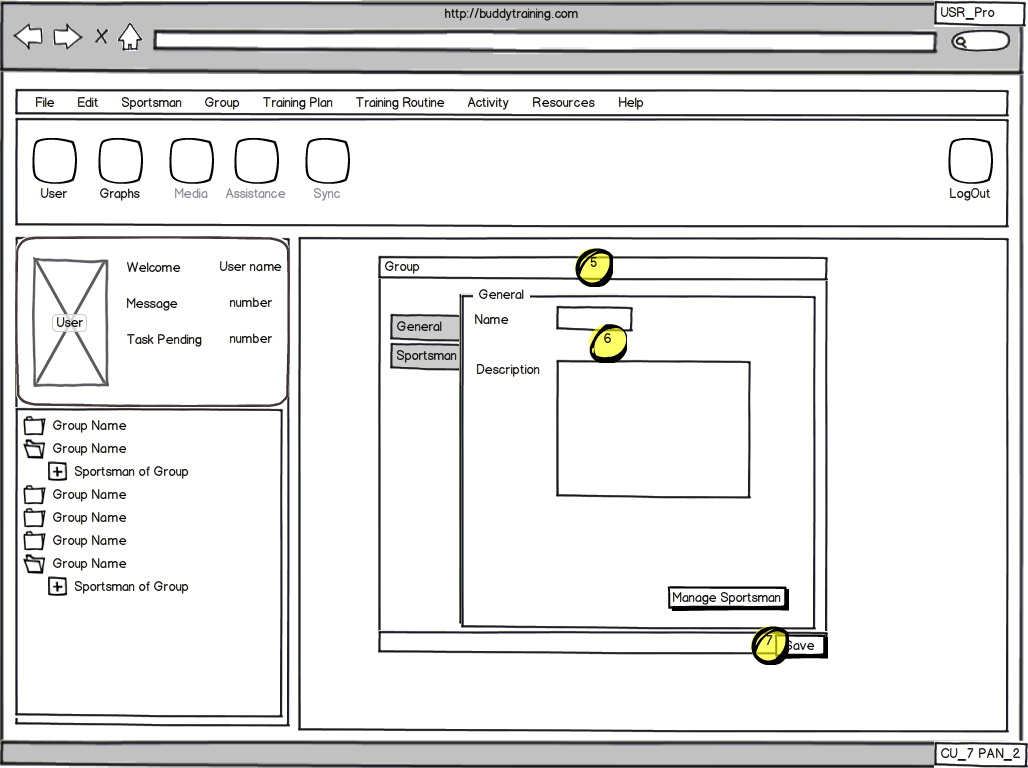 http://buddytraining.com
USR_Pro
File Edit Sportsman Group Training Plan Training Routine Activity Resources Help
User Graphs Media Assistance Sync LogOut
Welcome User name
Message number
User
Task Pending number
Group Name
Group Name
Sportsman of Group
Group Name
Group Name
Group Name
Group Name
Sportsman of Group
Group 5
General
General
Sportsman
Name
6
Description
Manage Sportsman
7 Save
CU_7 PAN_2